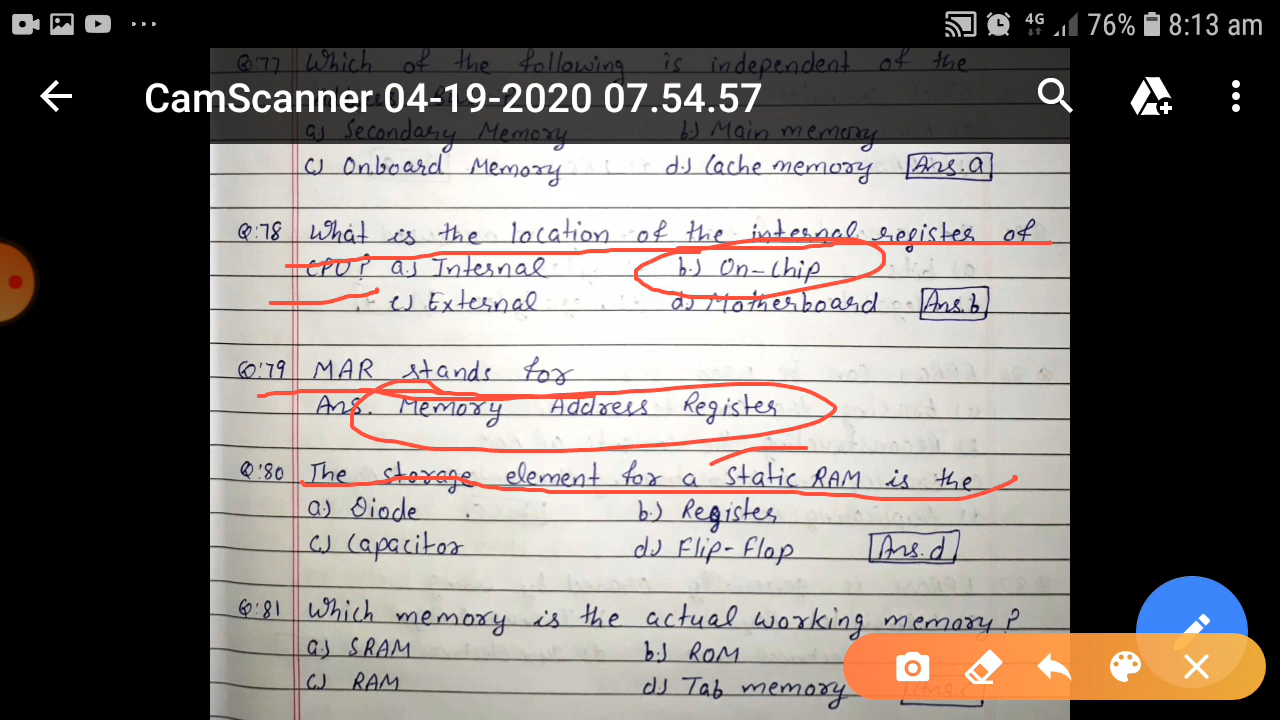 4G 76% 8:13 am
CamScanner 04-19-2020 07.54.57
Q:77 Which of the following is independent of the
a) Secondary Memory b) Main memory
c) Onboard Memory d) Cache memory Ans. a
Q:78 What is the location of the internal register of
CPU? a) Internal b) On-Chip
c) External d) Motherboard Ans. b
Q:79 MAR stands for
Ans. Memory Address Register
Q:80 The storage element for a static RAM is the
a) Diode b) Register
c) Capacitor d) Flip-Flop Ans. d
Q:81 Which memory is the actual working memory?
a) SRAM b) ROM
c) RAM d) Tab memory